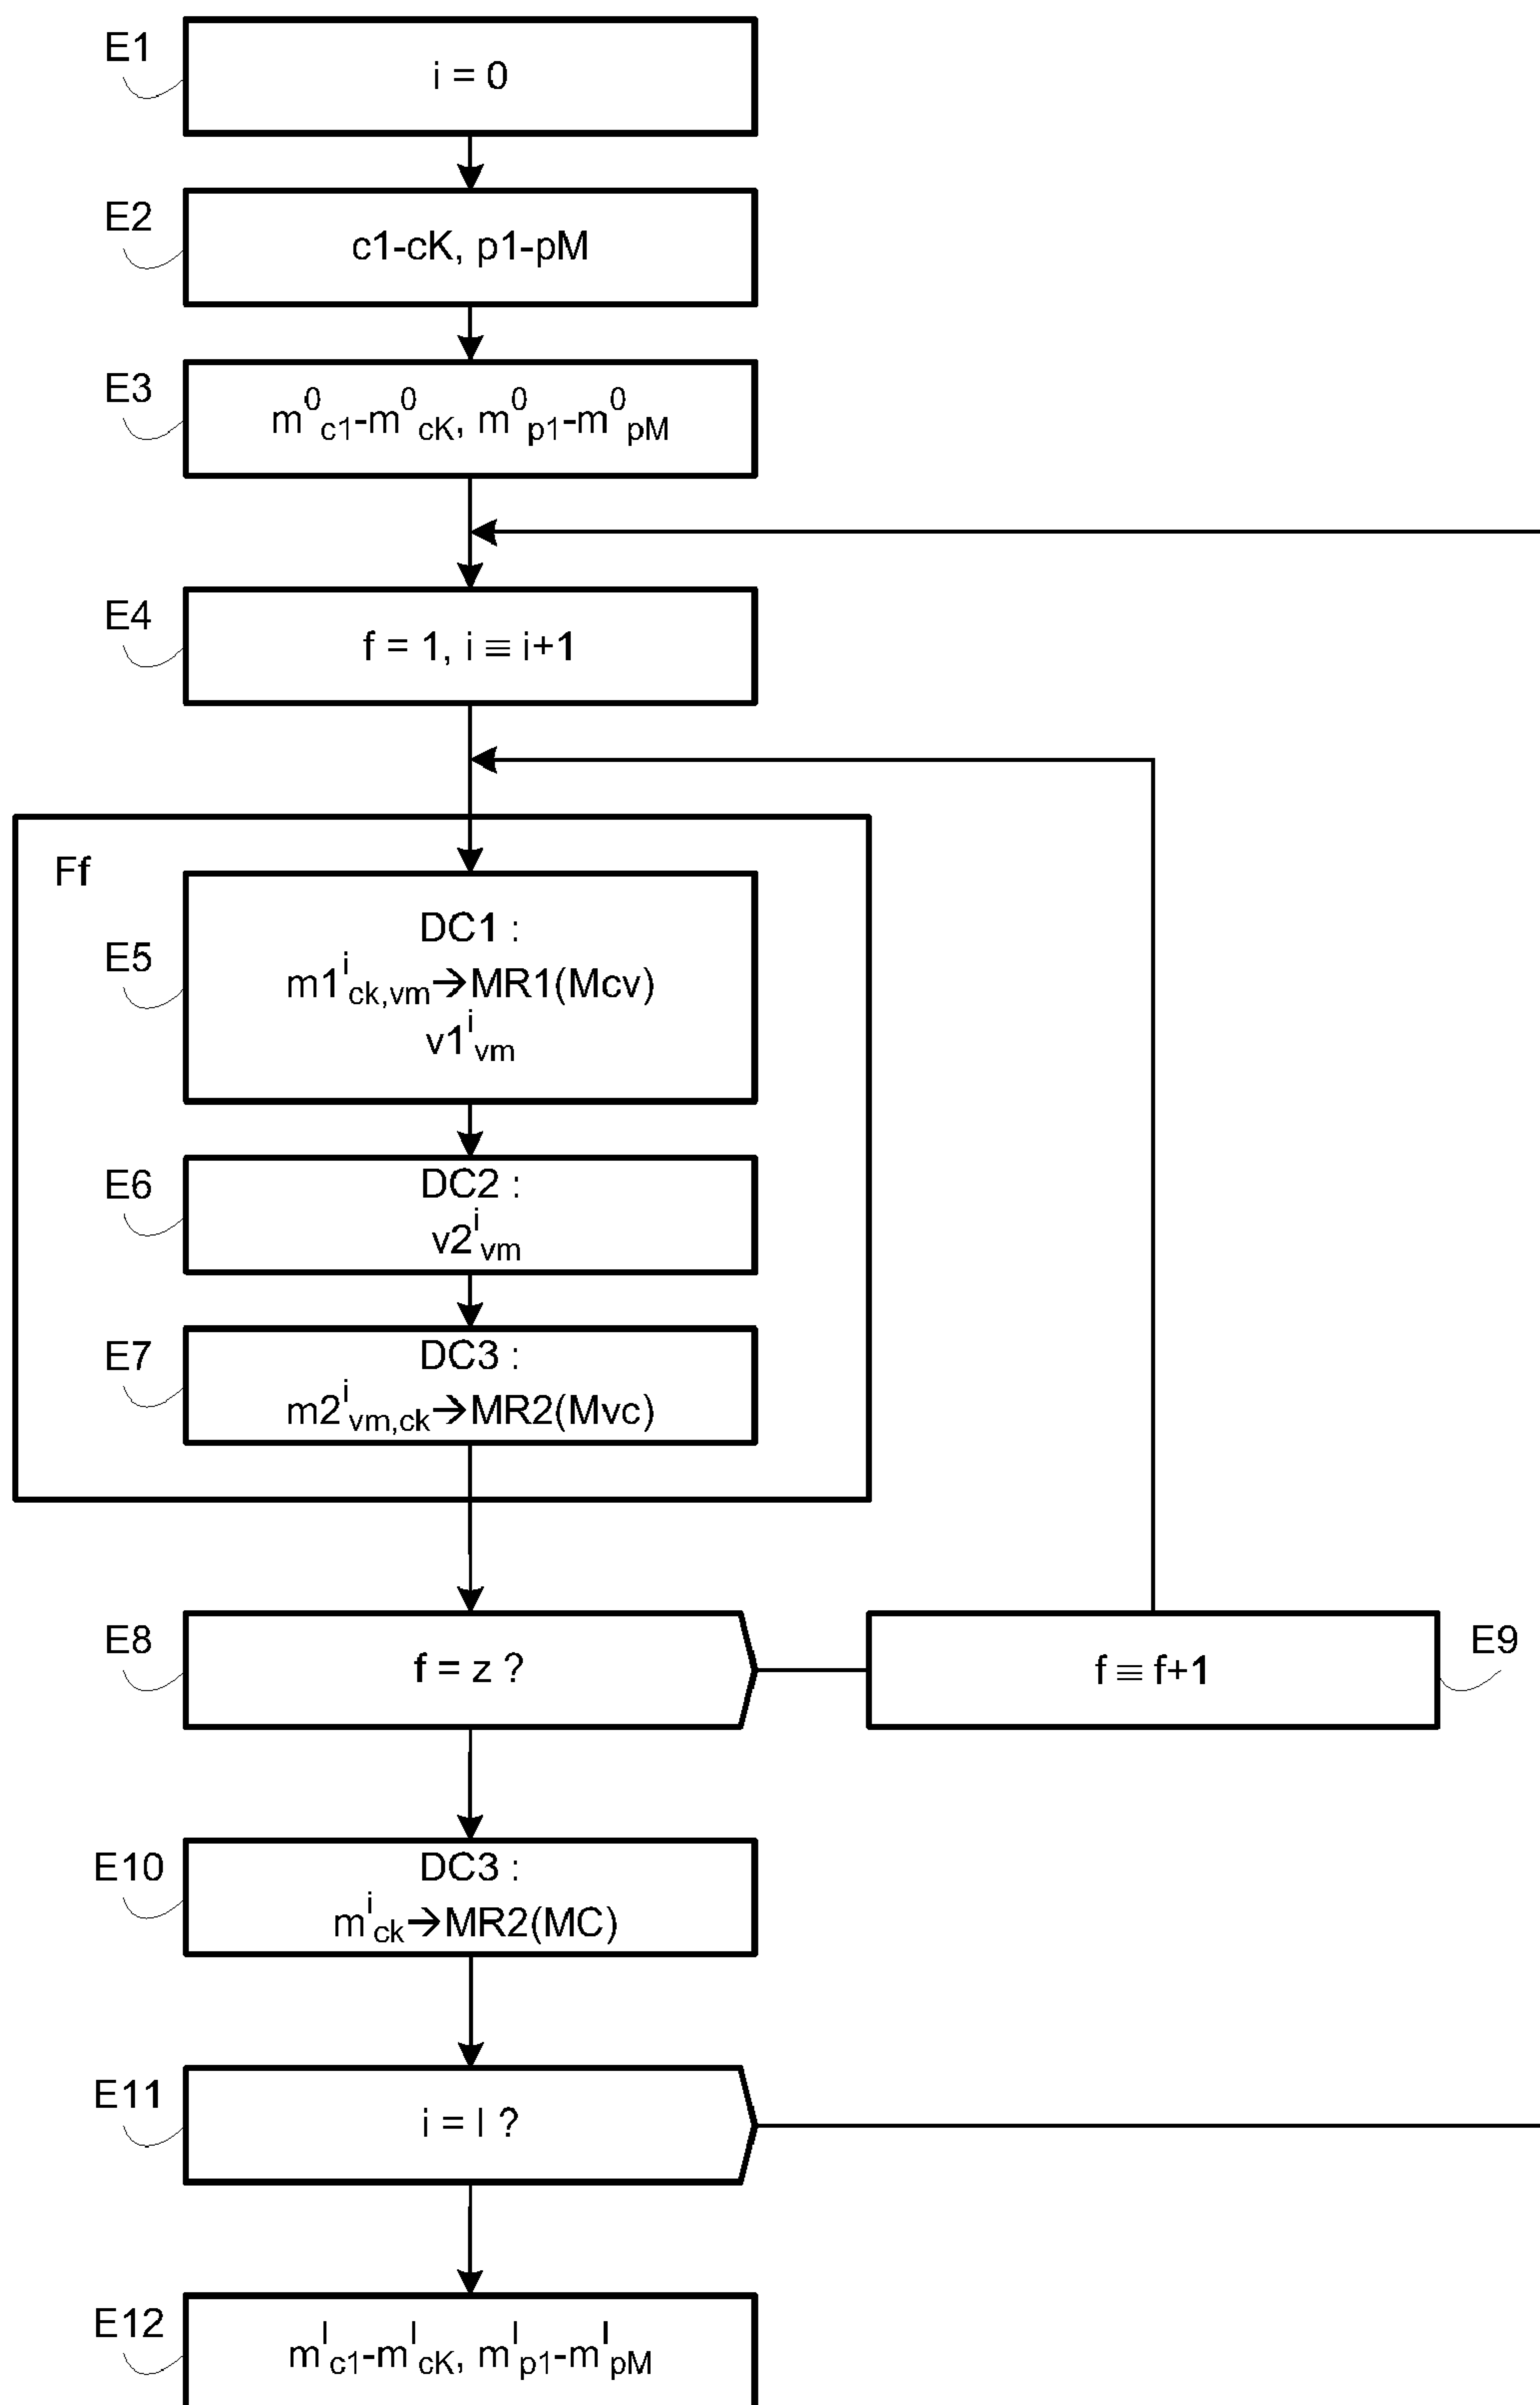 E1
i = 0
E2
c1-cK, p1-pM
E3
m⁰c1-m⁰cK, m⁰p1-m⁰pM
E4
f = 1, i ≡ i+1
Ff
E5
DC1 :
m1ⁱck,vm→MR1(Mcv)
v1ⁱvm
E6
DC2 :
v2ⁱvm
E7
DC3 :
m2ⁱvm,ck→MR2(Mvc)
E8
f = z ?
f ≡ f+1
E9
E10
DC3 :
mⁱck→MR2(MC)
E11
i = I ?
E12
mᴵc1-mᴵcK, mᴵp1-mᴵpM